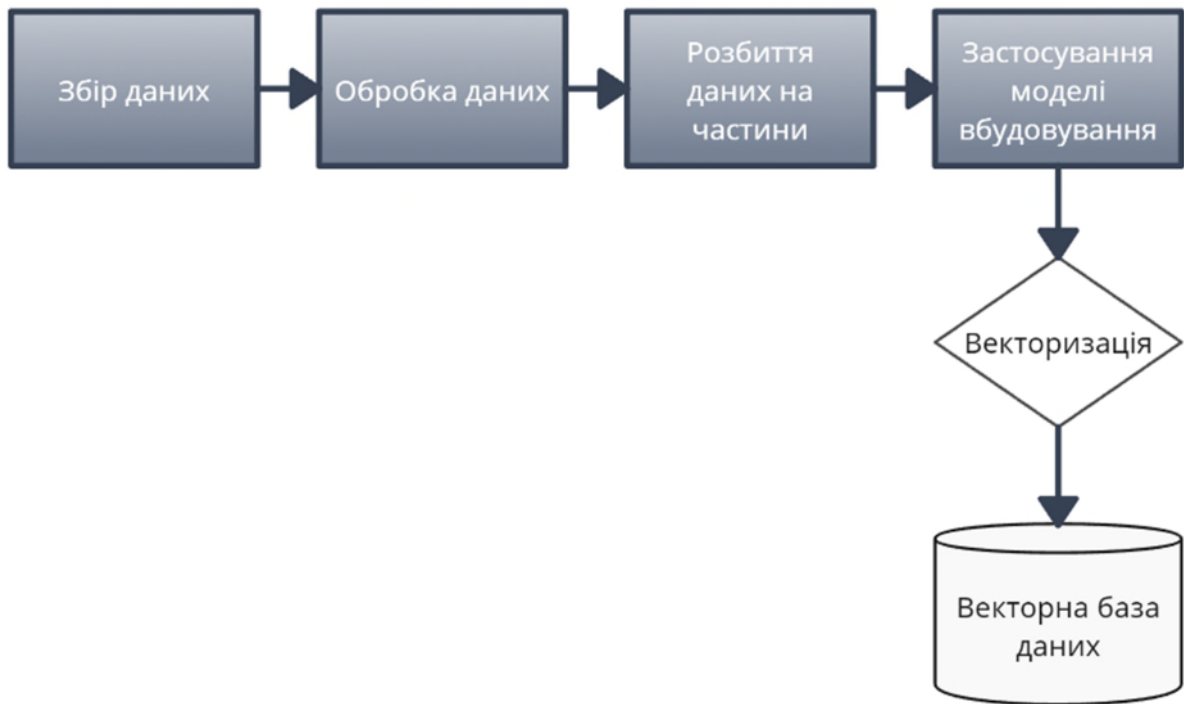 Збір даних
Обробка даних
Розбиття
даних на
частини
Застосування
моделі
вбудовування
Векторизація
Векторна база
даних